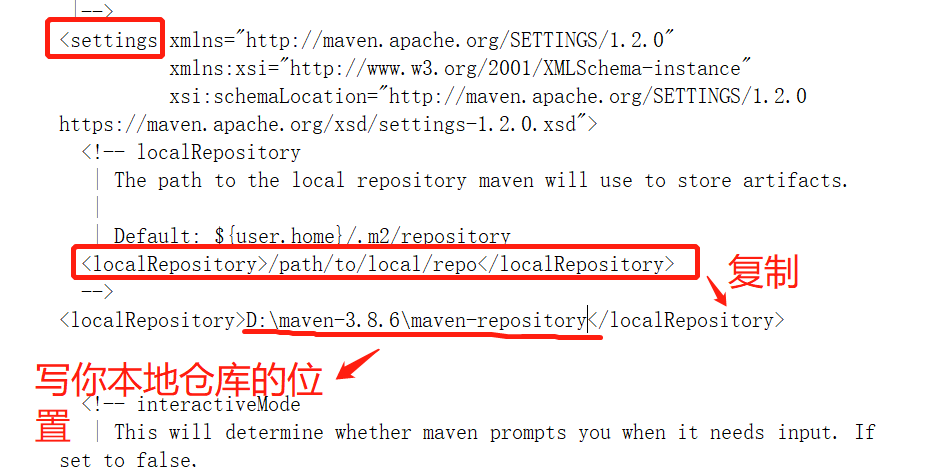 |-->
<settings xmlns="http://maven.apache.org/SETTINGS/1.2.0"
xmlns:xsi="http://www.w3.org/2001/XMLSchema-instance"
xsi:schemaLocation="http://maven.apache.org/SETTINGS/1.2.0
https://maven.apache.org/xsd/settings-1.2.0.xsd">
<!-- localRepository
| The path to the local repository maven will use to store artifacts.
|
| Default: ${user.home}/.m2/repository
<localRepository>/path/to/local/repo</localRepository>
复制
-->
<localRepository>D:\maven-3.8.6\maven-repository</localRepository>
写你本地仓库的位
置
<!-- interactiveMode
| This will determine whether maven prompts you when it needs input. If
set to false,